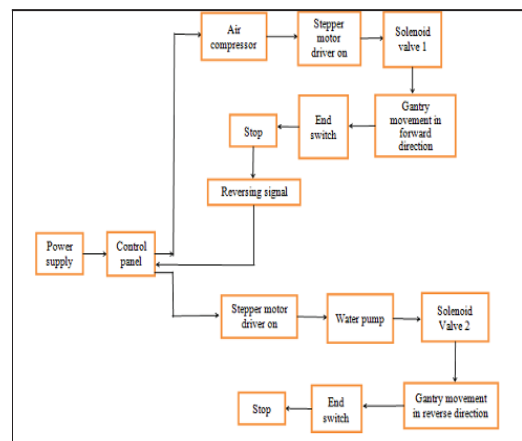 Air
compressor
Stepper
motor
driver on
Solenoid
valve 1
Gantry
movement in
forward
direction
End
switch
Stop
Reversing signal
Power
supply
Control
panel
Stepper motor
driver on
Water pump
Solenoid
Valve 2
Gantry movement
in reverse direction
End
switch
Stop